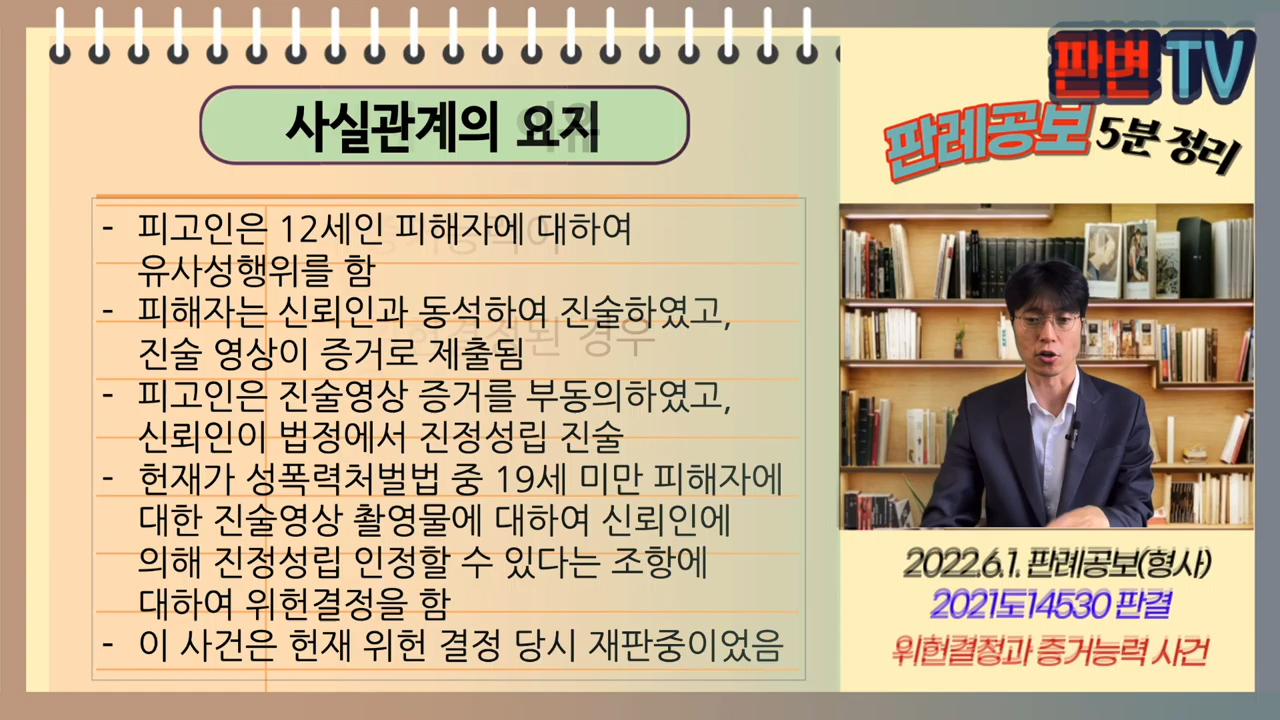 사실관계의 요지
- 피고인은 12세인 피해자에 대하여
유사성행위를 함
- 피해자는 신뢰인과 동석하여 진술하였고,
진술 영상이 증거로 제출됨
- 피고인은 진술영상 증거를 부동의하였고,
신뢰인이 법정에서 진정성립 진술
- 헌재가 성폭력처벌법 중 19세 미만 피해자에
대한 진술영상 촬영물에 대하여 신뢰인에
의해 진정성립 인정할 수 있다는 조항에
대하여 위헌결정을 함
- 이 사건은 헌재 위헌 결정 당시 재판중이었음
판변 TV
판례공보 5분 정리
2022.6.1. 판례공보(형사)
2021도14530 판결
위헌결정과 증거능력 사건